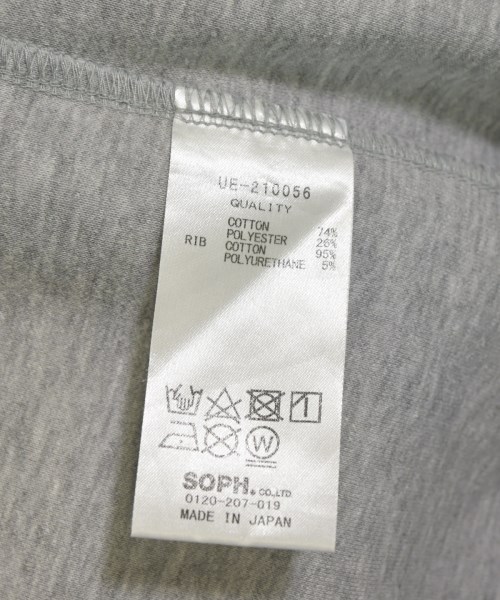 UE-210056
QUALITY
COTTON 74%
POLYESTER 26%
RIB COTTON 95%
POLYURETHANE 5%
W
SOPH. CO.,LTD.
0120-207-019
MADE IN JAPAN